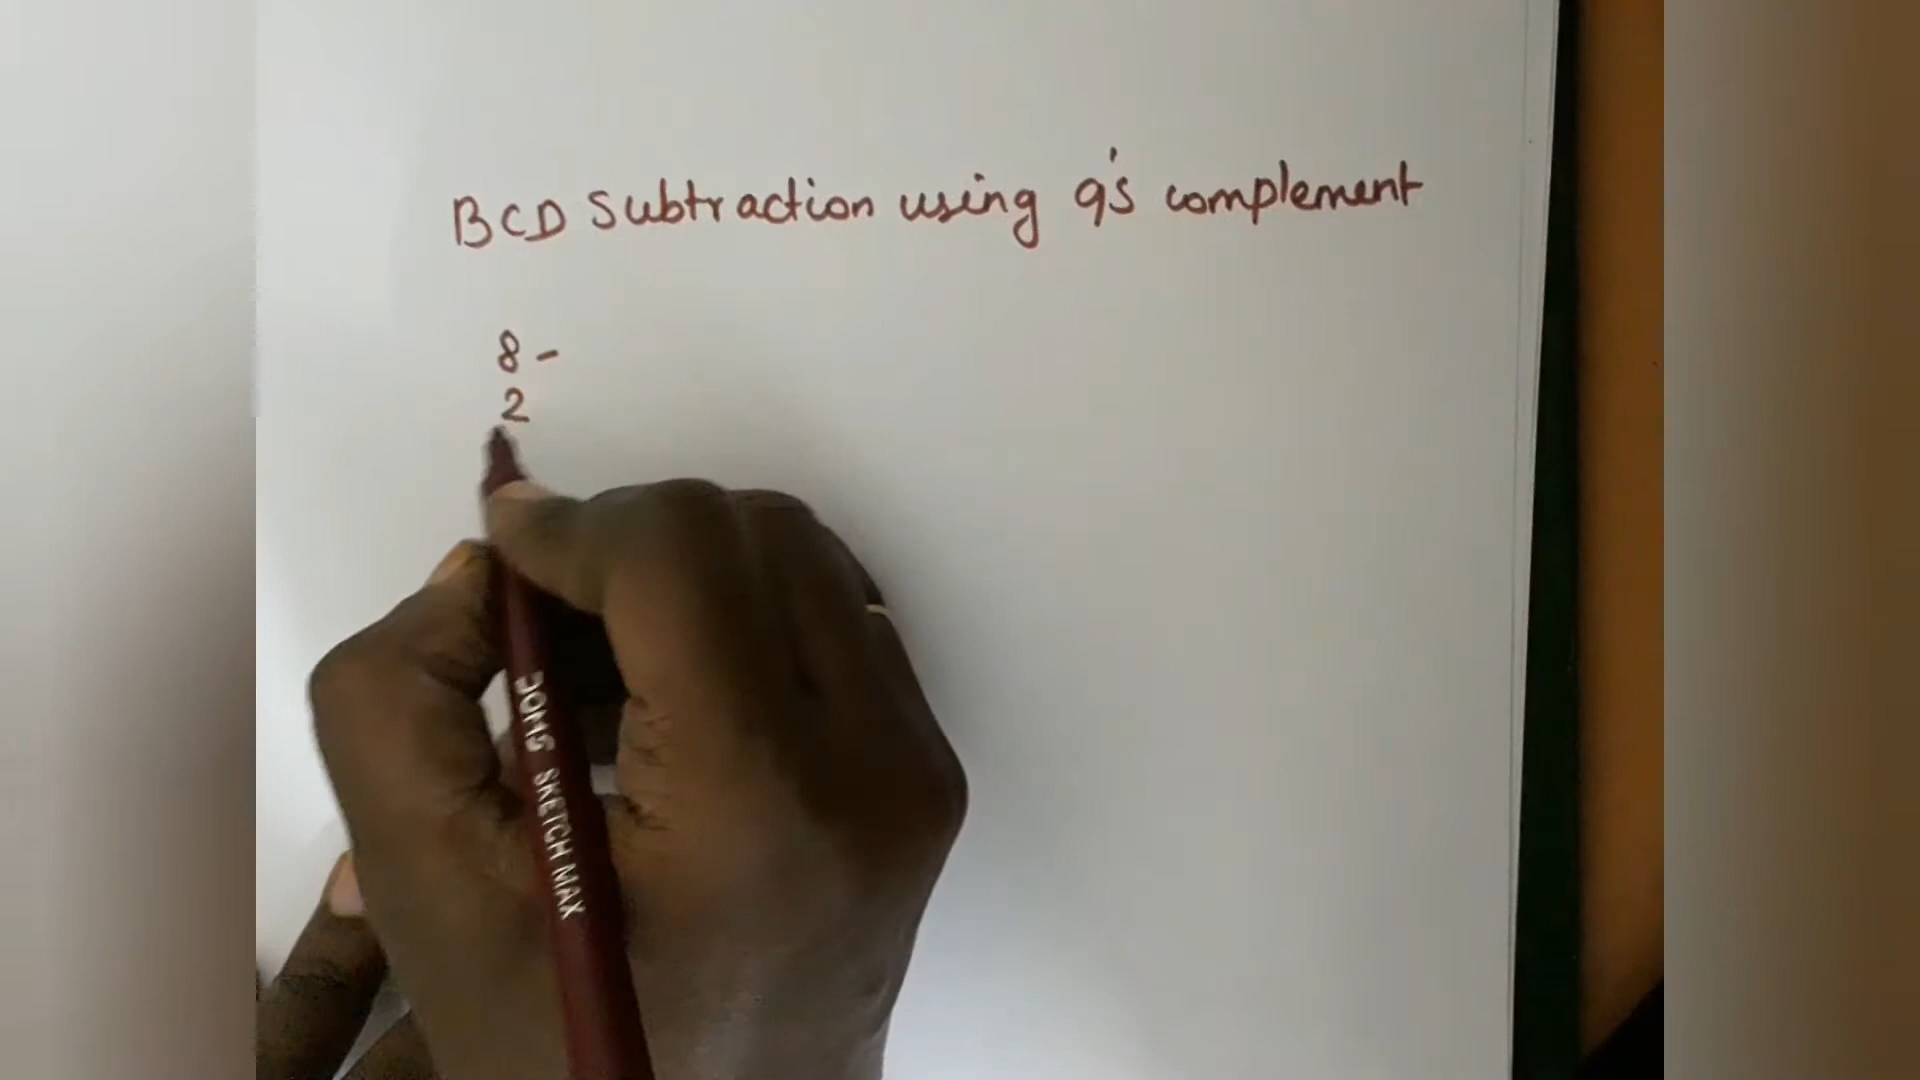 BCD Subtraction using 9's complement
8 -
2
DOMS SKETCH MAX